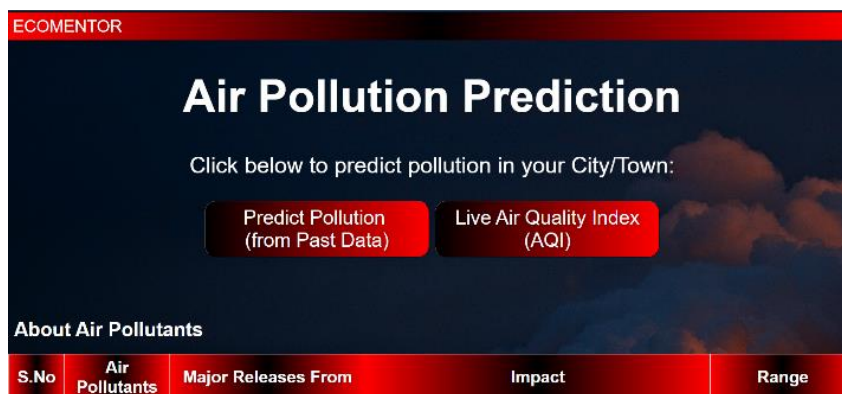 ECOMENTOR
Air Pollution Prediction
Click below to predict pollution in your City/Town:
Predict Pollution
(from Past Data)
Live Air Quality Index
(AQI)
About Air Pollutants
S.No
Air
Pollutants
Major Releases From
Impact
Range